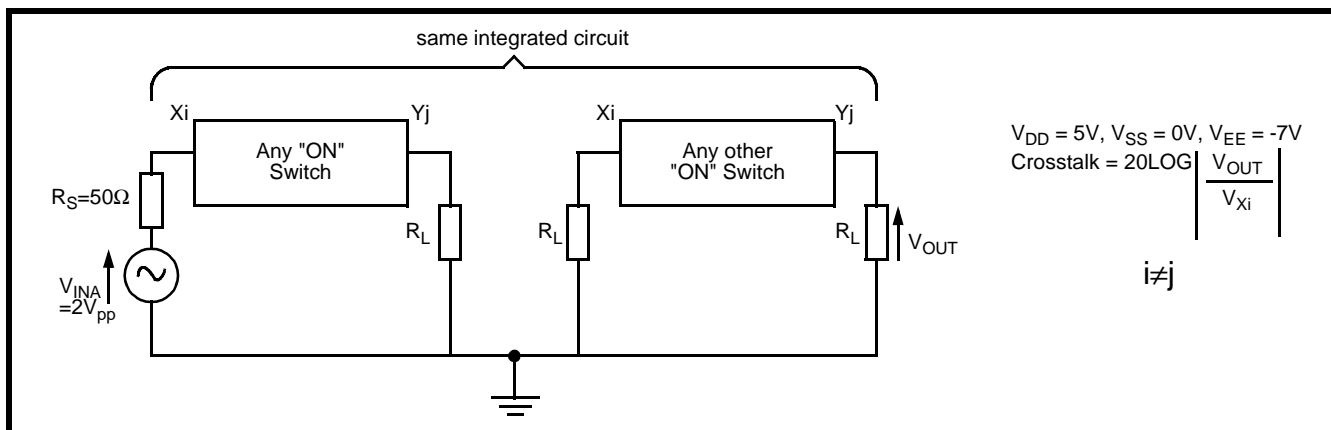 same integrated circuit
Xi
Yj
Any "ON"
Switch
Xi
Yj
Any other
"ON" Switch
R_S=50Ω
R_L
R_L
R_L
V_OUT
V_INA
=2V_pp
V_DD = 5V, V_SS = 0V, V_EE = -7V
Crosstalk = 20LOG | V_OUT / V_Xi |
i≠j